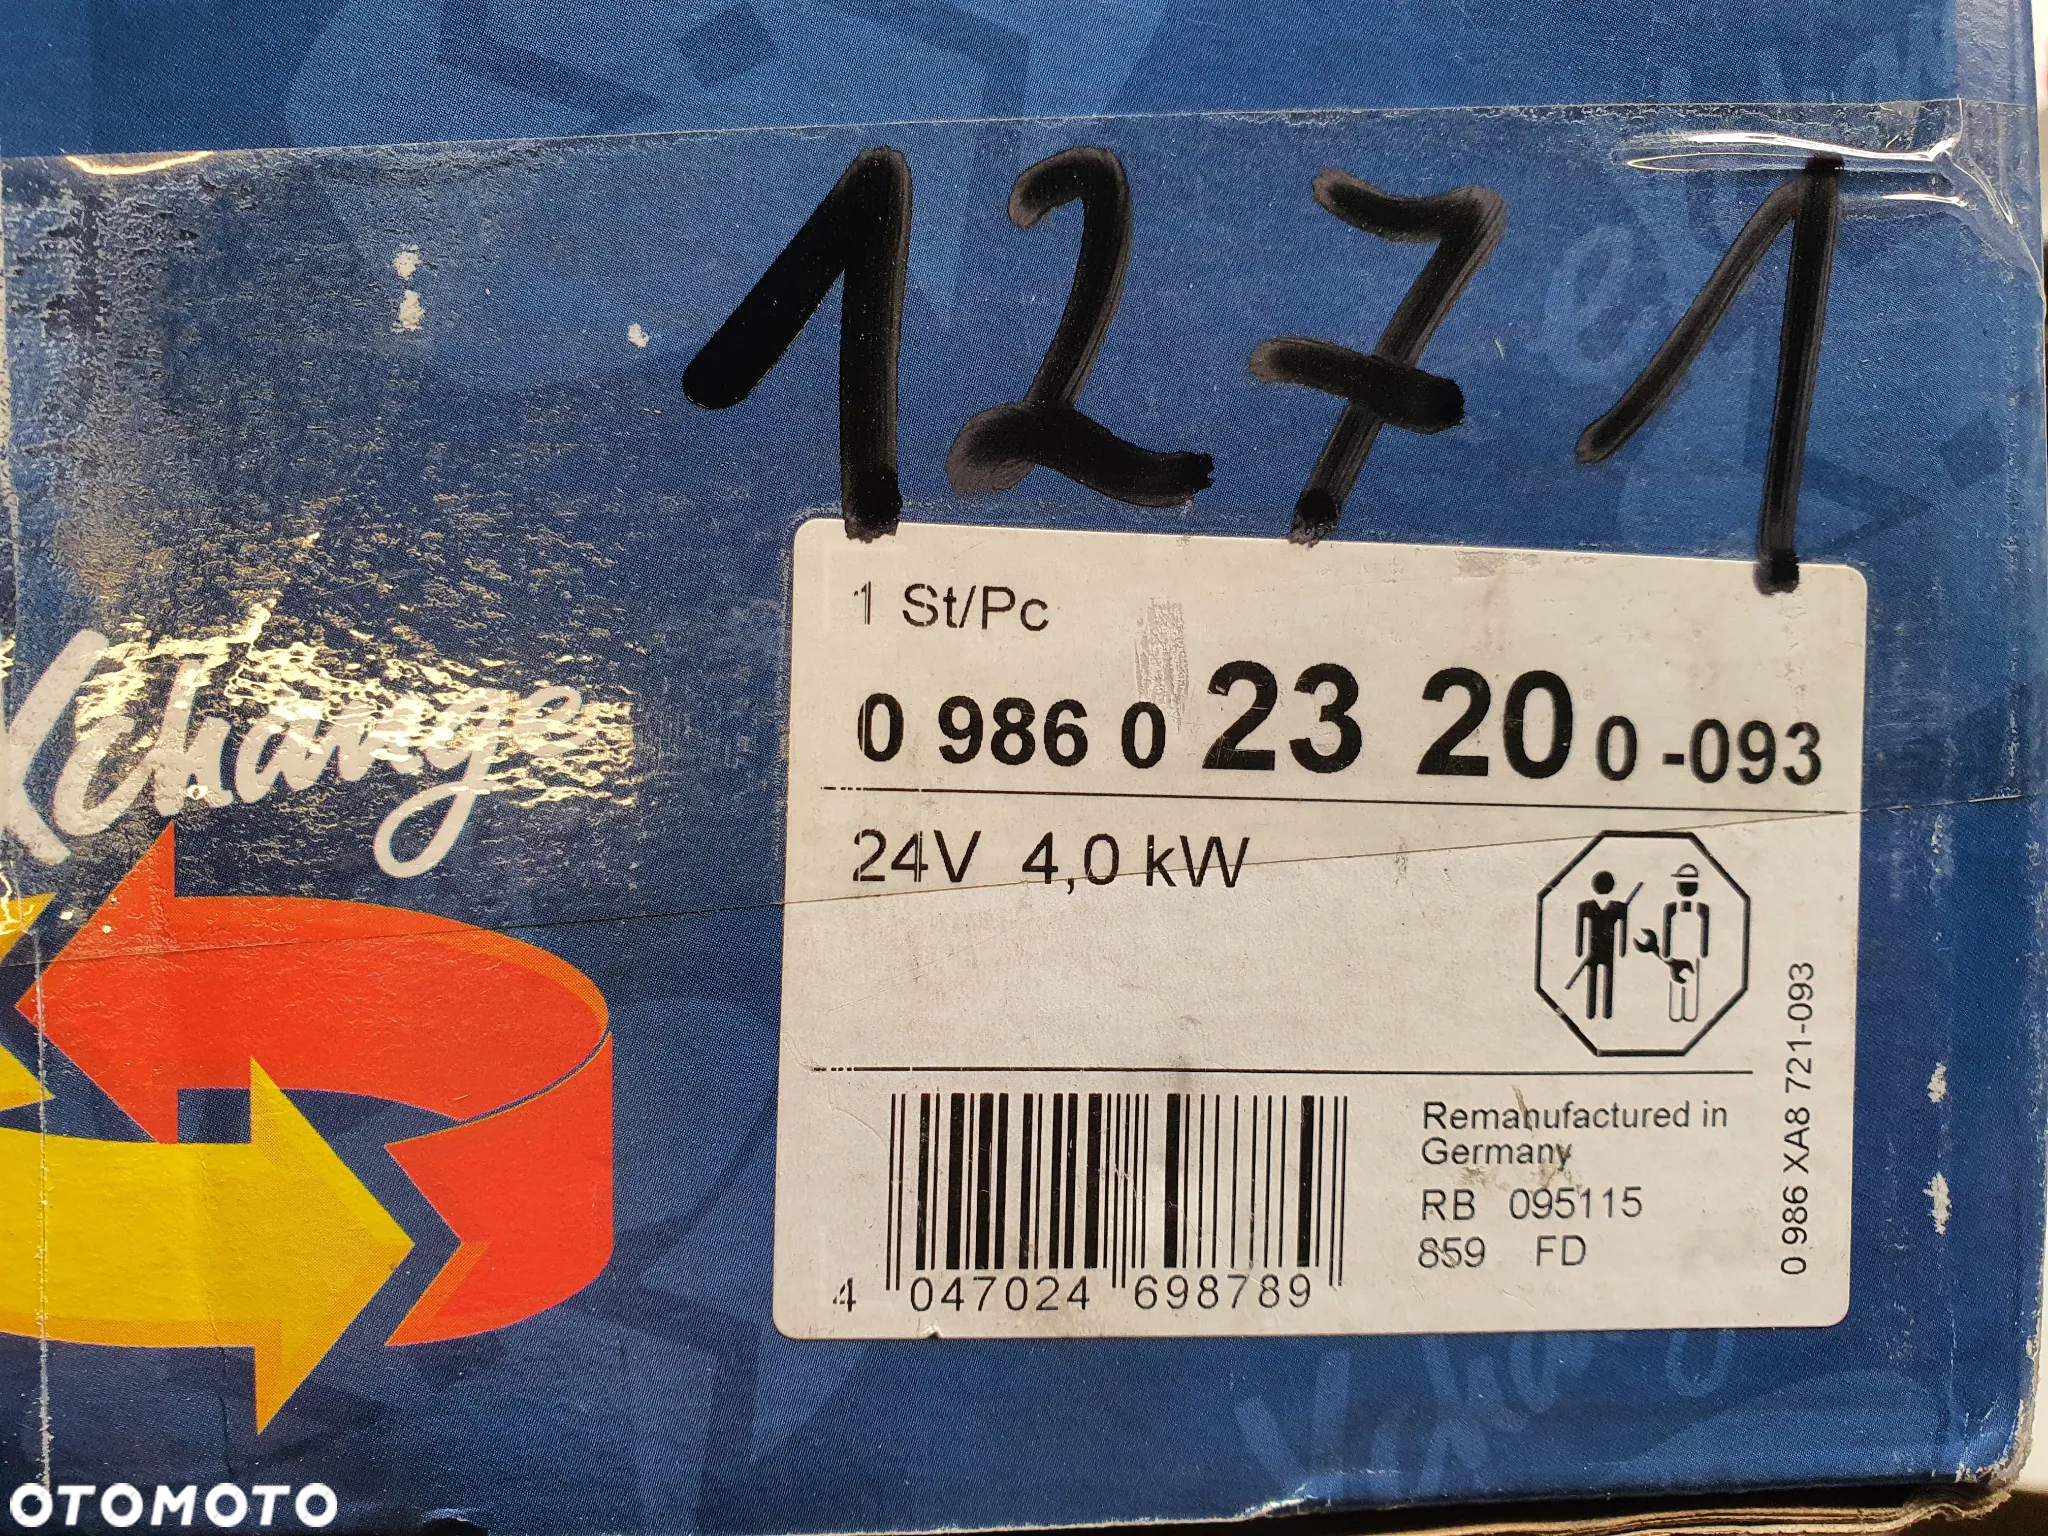 1271
1 St/Pc
0 986 0 23 20 0 -093
24V 4,0 kW
Xchange
Remanufactured in
Germany
RB 095115
859 FD
0 986 XA8 721-093
4 047024 698789
OTOMOTO